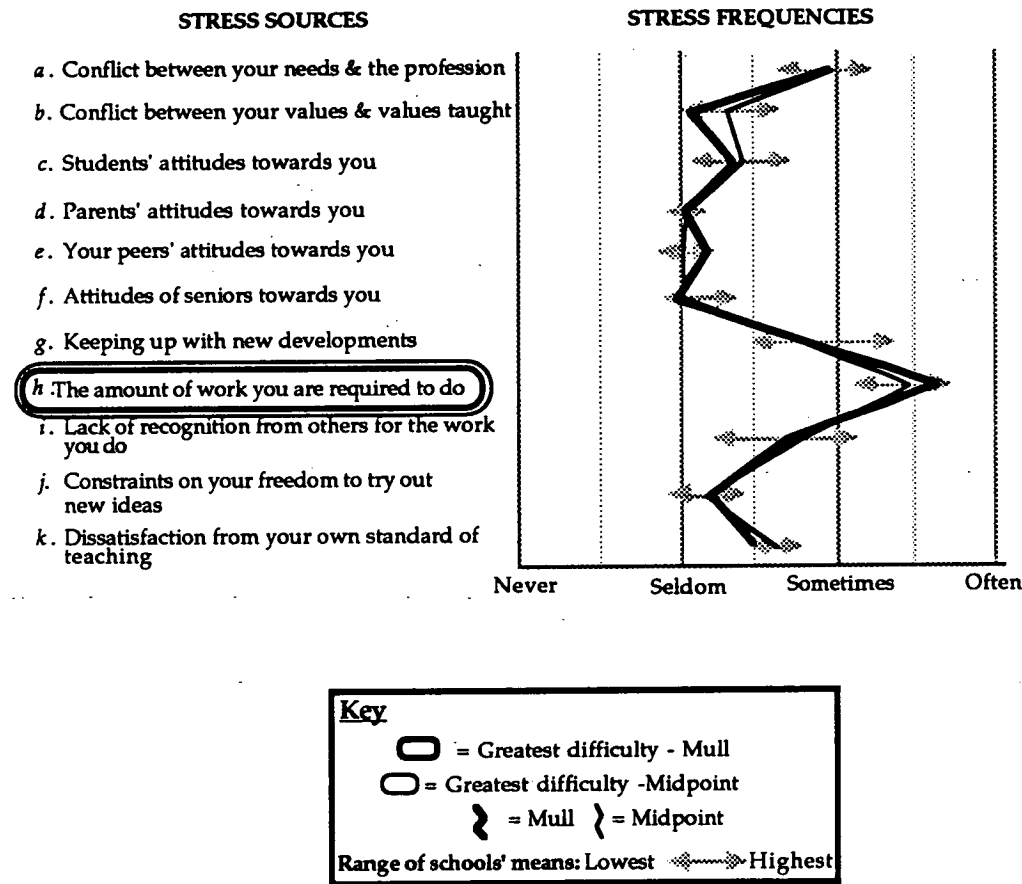 STRESS SOURCES
STRESS FREQUENCIES
a. Conflict between your needs & the profession
b. Conflict between your values & values taught
c. Students' attitudes towards you
d. Parents' attitudes towards you
e. Your peers' attitudes towards you
f. Attitudes of seniors towards you
g. Keeping up with new developments
h. The amount of work you are required to do
i. Lack of recognition from others for the work
you do
j. Constraints on your freedom to try out
new ideas
k. Dissatisfaction from your own standard of
teaching
Never Seldom Sometimes Often
Key
= Greatest difficulty - Mull
= Greatest difficulty -Midpoint
= Mull = Midpoint
Range of schools' means: Lowest Highest